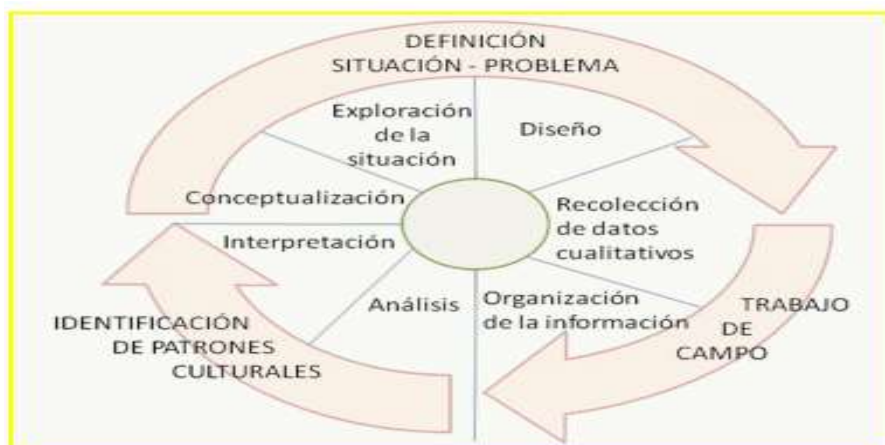 DEFINICIÓN
SITUACIÓN - PROBLEMA
Exploración
de la
situación
Diseño
Conceptualización
Recolección
de datos
cualitativos
Interpretación
Análisis
Organización
de la información
TRABAJO
DE
CAMPO
IDENTIFICACIÓN
DE PATRONES
CULTURALES